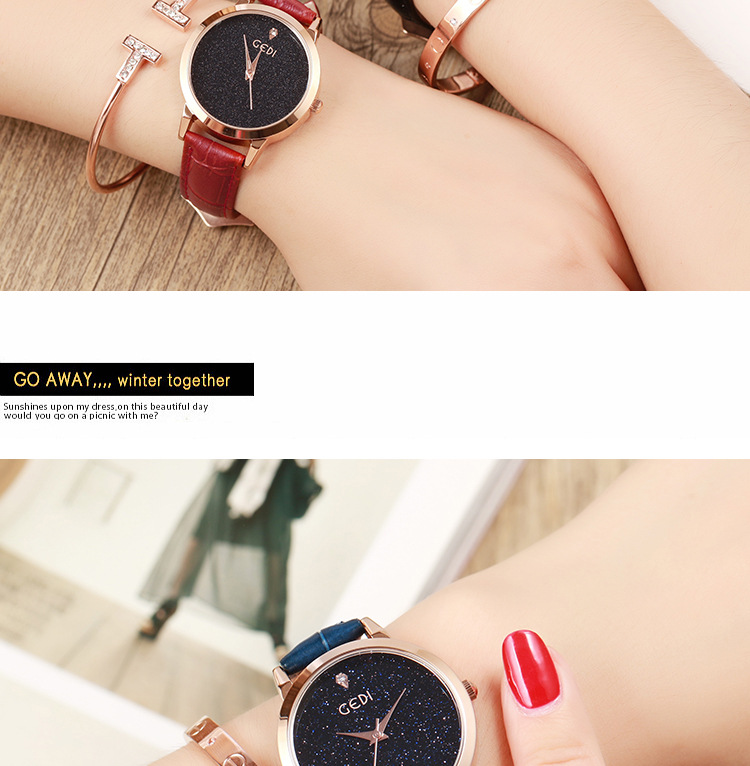 GEDI
GO AWAY,,,, winter together
Sunshines upon my dress,on this beautiful day
would you go on a picnic with me?
GEDI